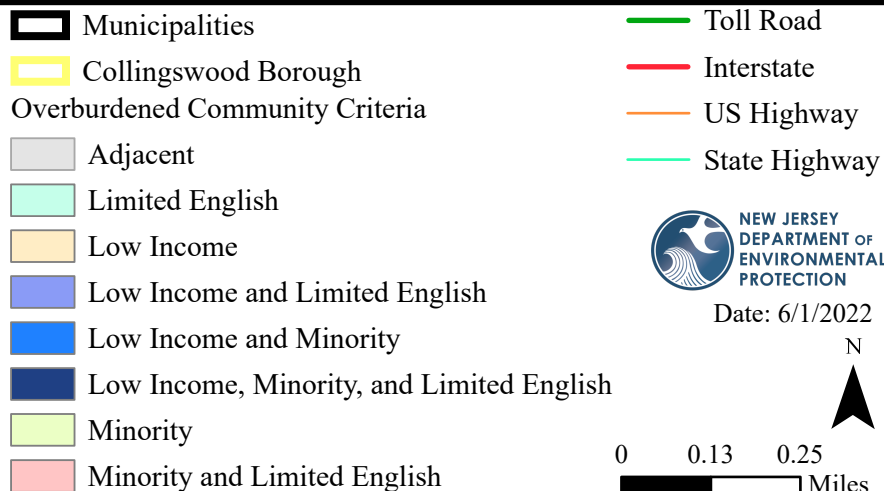 Municipalities
Collingswood Borough
Overburdened Community Criteria
Adjacent
Limited English
Low Income
Low Income and Limited English
Low Income and Minority
Low Income, Minority, and Limited English
Minority
Minority and Limited English
Toll Road
Interstate
US Highway
State Highway
NEW JERSEY
DEPARTMENT OF
ENVIRONMENTAL
PROTECTION
Date: 6/1/2022
N
0 0.13 0.25
Miles